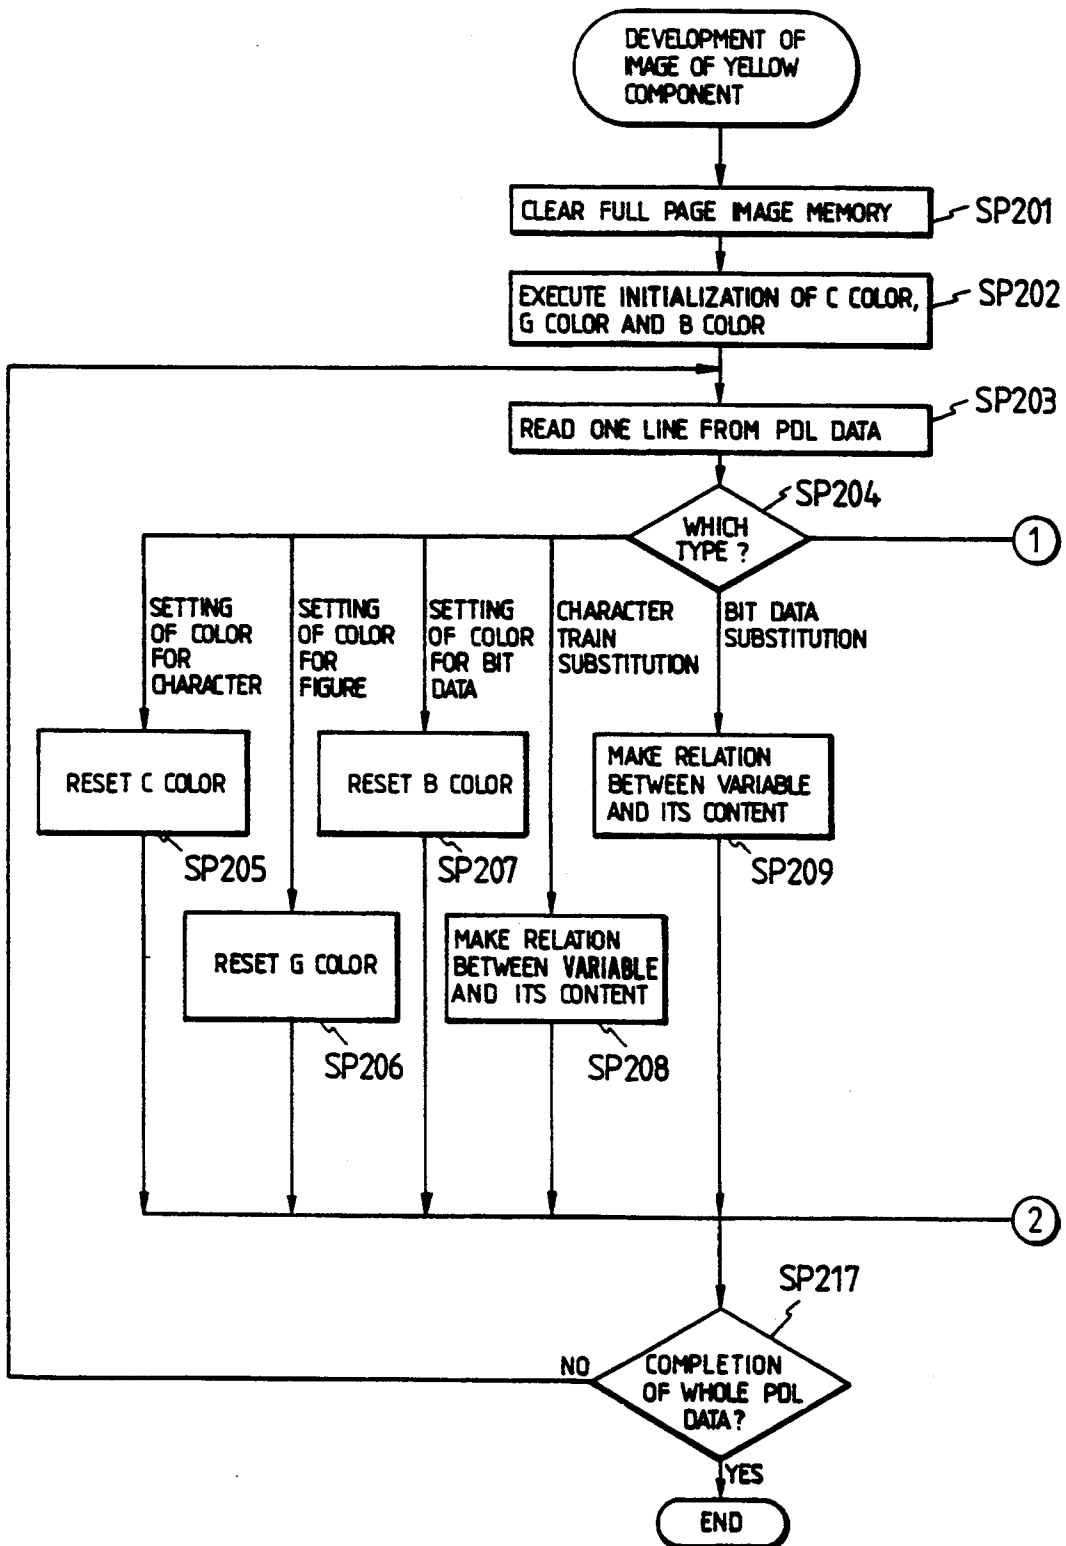 DEVELOPMENT OF
IMAGE OF YELLOW
COMPONENT
CLEAR FULL PAGE IMAGE MEMORY
SP201
EXECUTE INITIALIZATION OF C COLOR,
G COLOR AND B COLOR
SP202
READ ONE LINE FROM PDL DATA
SP203
WHICH
TYPE ?
SP204
1
SETTING
OF COLOR
FOR
CHARACTER
SETTING
OF COLOR
FOR
FIGURE
SETTING
OF COLOR
FOR BIT
DATA
CHARACTER
TRAIN
SUBSTITUTION
BIT DATA
SUBSTITUTION
RESET C COLOR
SP205
RESET B COLOR
SP207
MAKE RELATION
BETWEEN VARIABLE
AND ITS CONTENT
SP209
RESET G COLOR
SP206
MAKE RELATION
BETWEEN VARIABLE
AND ITS CONTENT
SP208
2
SP217
COMPLETION
OF WHOLE PDL
DATA?
NO
YES
END